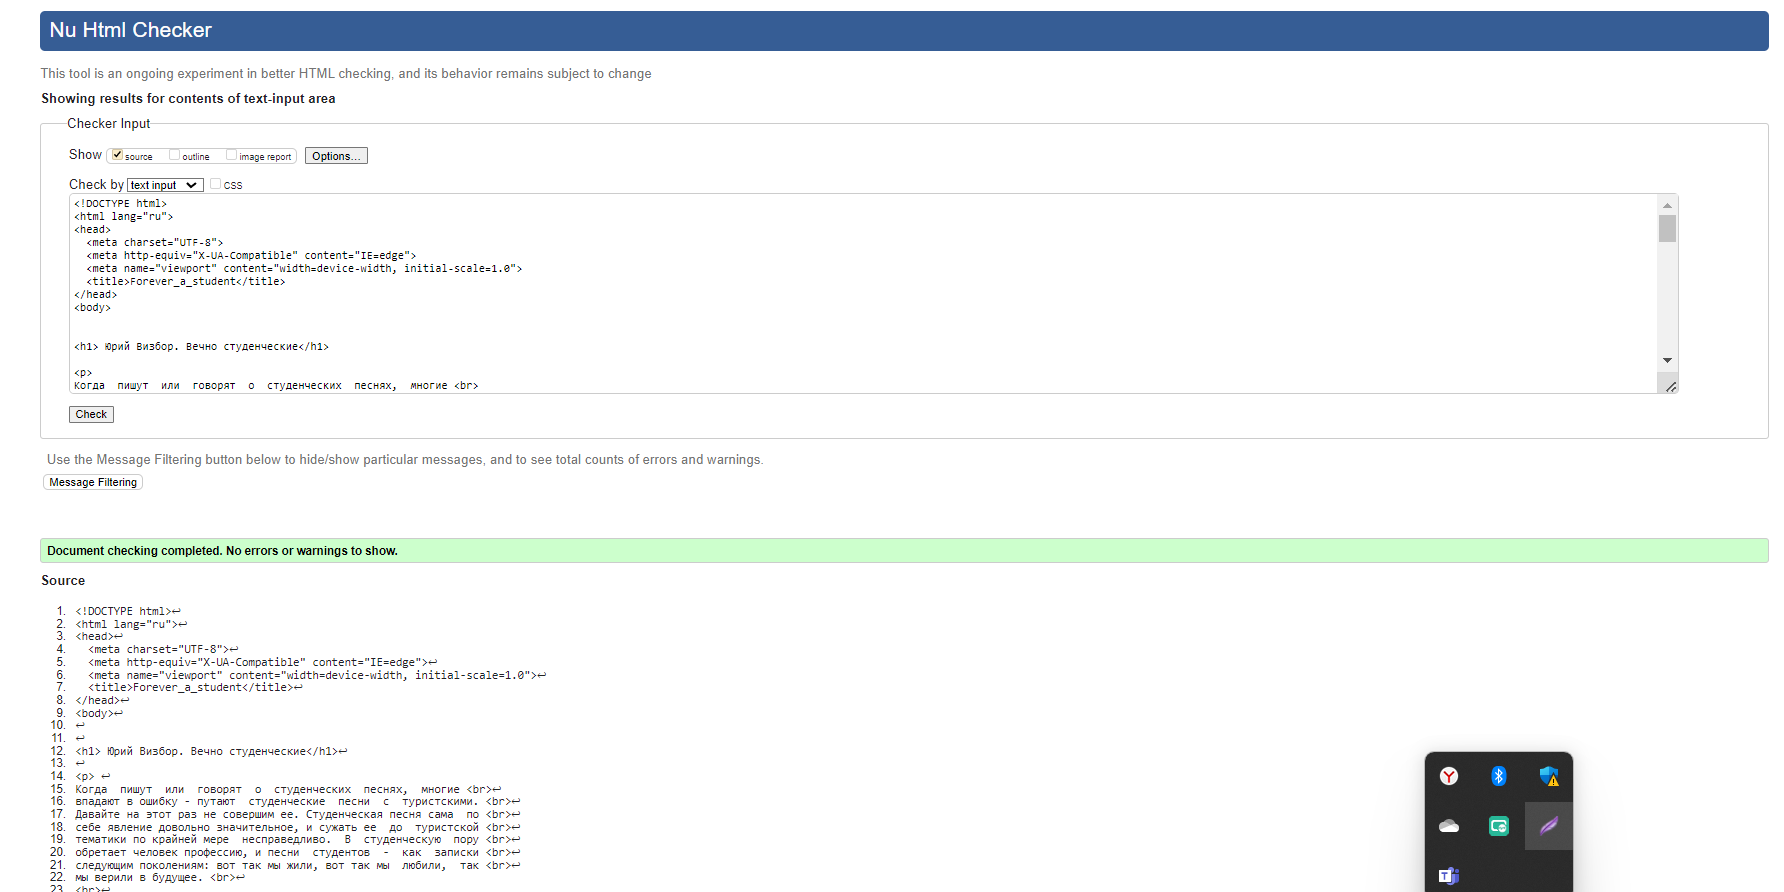 Nu Html Checker
This tool is an ongoing experiment in better HTML checking, and its behavior remains subject to change
Showing results for contents of text-input area
Checker Input
Show source outline image report Options...
Check by text input CSS
<!DOCTYPE html>
<html lang="ru">
<head>
  <meta charset="UTF-8">
  <meta http-equiv="X-UA-Compatible" content="IE=edge">
  <meta name="viewport" content="width=device-width, initial-scale=1.0">
  <title>Forever_a_student</title>
</head>
<body>
<h1> Юрий Визбор. Вечно студенческие</h1>
<p>
Когда  пишут  или  говорят  о  студенческих  песнях,  многие <br>
Check
Use the Message Filtering button below to hide/show particular messages, and to see total counts of errors and warnings.
Message Filtering
Document checking completed. No errors or warnings to show.
Source
1. <!DOCTYPE html>↩
2. <html lang="ru">↩
3. <head>↩
4.   <meta charset="UTF-8">↩
5.   <meta http-equiv="X-UA-Compatible" content="IE=edge">↩
6.   <meta name="viewport" content="width=device-width, initial-scale=1.0">↩
7.   <title>Forever_a_student</title>↩
8. </head>↩
9. <body>↩
10. ↩
11. ↩
12. <h1> Юрий Визбор. Вечно студенческие</h1>↩
13. ↩
14. <p> ↩
15. Когда  пишут  или  говорят  о  студенческих  песнях,  многие <br>↩
16. впадают в ошибку - путают  студенческие  песни  с  туристскими. <br>↩
17. Давайте на этот раз не совершим ее. Студенческая песня сама  по <br>↩
18. себе явление довольно значительное, и сужать ее  до  туристской <br>↩
19. тематики по крайней мере  несправедливо.  В  студенческую  пору <br>↩
20. обретает человек профессию, и песни  студентов  -  как  записки <br>↩
21. следующим поколениям: вот так мы жили, вот так мы  любили,  так <br>↩
22. мы верили в будущее. <br>↩
23. <br>↩